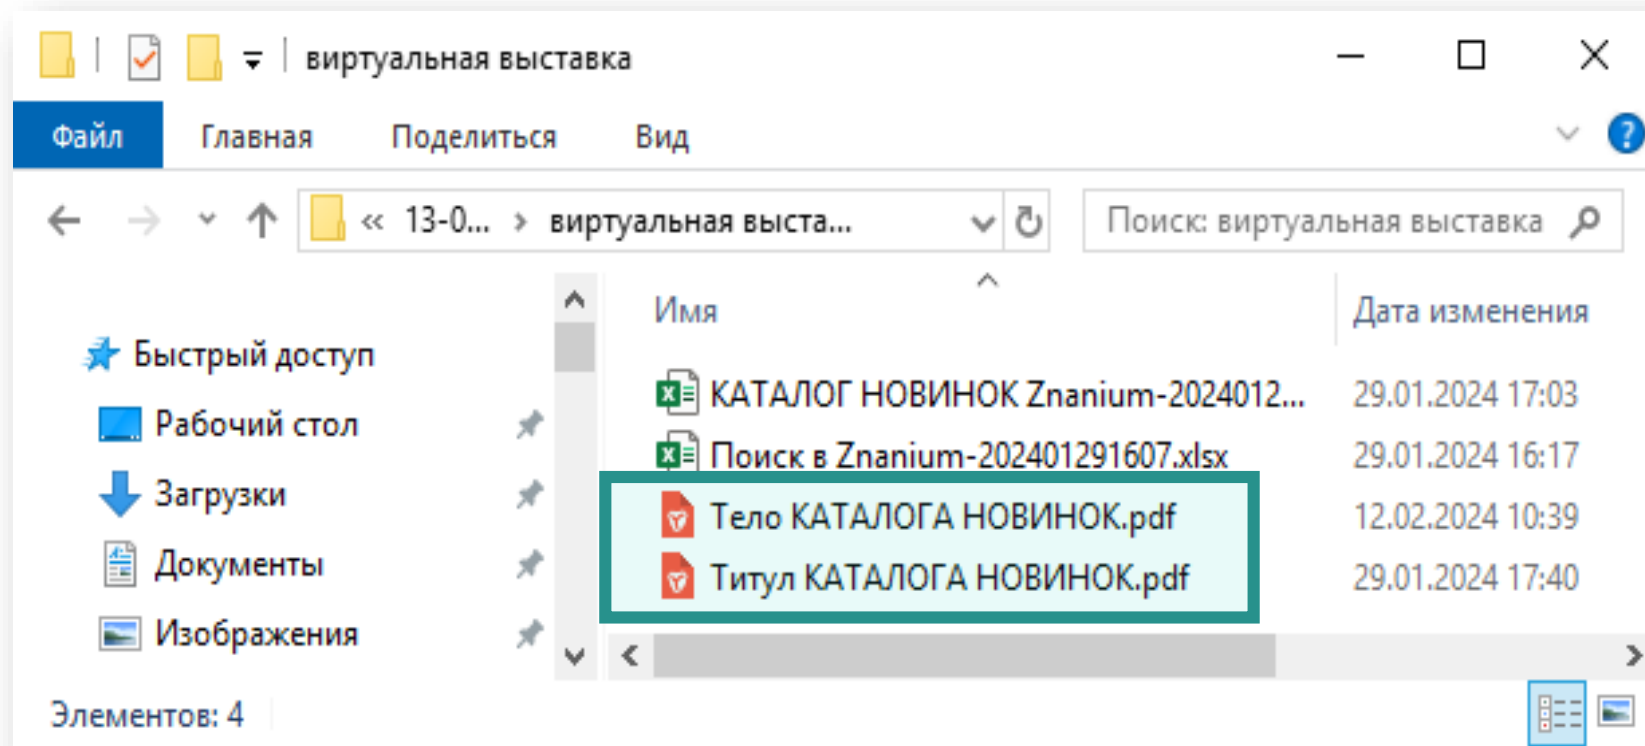 виртуальная выставка
Файл Главная Поделиться Вид
« 13-0... › виртуальная выста... Поиск: виртуальная выставка
Имя Дата изменения
Быстрый доступ
КАТАЛОГ НОВИНОК Znanium-2024012... 29.01.2024 17:03
Рабочий стол
Поиск в Znanium-202401291607.xlsx 29.01.2024 16:17
Загрузки
Тело КАТАЛОГА НОВИНОК.pdf 12.02.2024 10:39
Документы
Титул КАТАЛОГА НОВИНОК.pdf 29.01.2024 17:40
Изображения
Элементов: 4